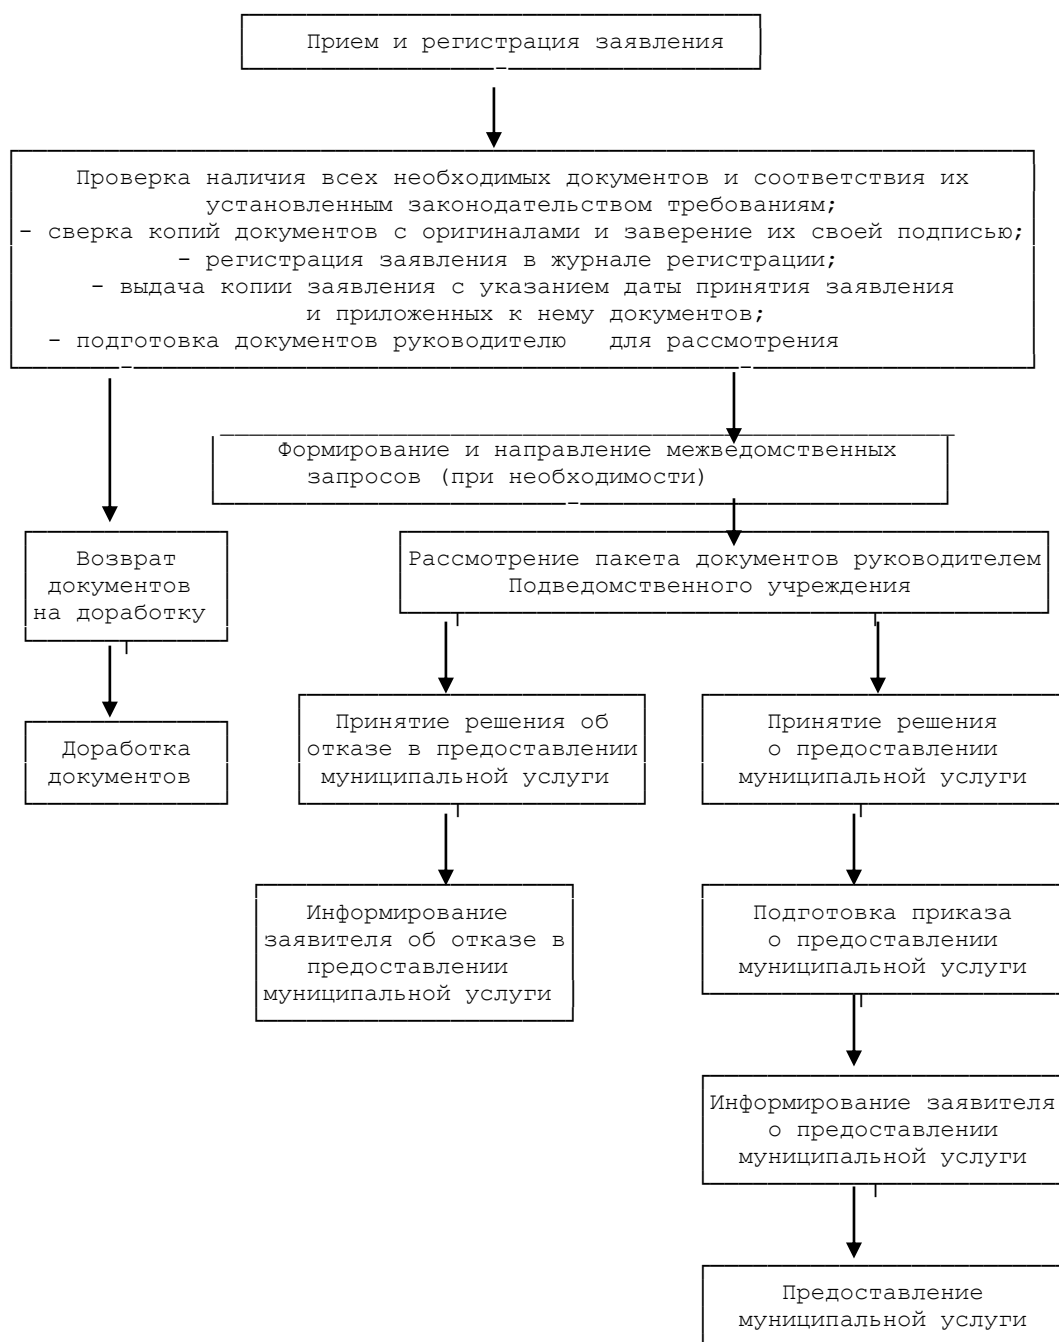 Прием и регистрация заявления
Проверка наличия всех необходимых документов и соответствия их
установленным законодательством требованиям;
- сверка копий документов с оригиналами и заверение их своей подписью;
- регистрация заявления в журнале регистрации;
- выдача копии заявления с указанием даты принятия заявления
и приложенных к нему документов;
- подготовка документов руководителю для рассмотрения
Формирование и направление межведомственных
запросов (при необходимости)
Возврат
документов
на доработку
Рассмотрение пакета документов руководителем
Подведомственного учреждения
Доработка
документов
Принятие решения об
отказе в предоставлении
муниципальной услуги
Принятие решения
о предоставлении
муниципальной услуги
Информирование
заявителя об отказе в
предоставлении
муниципальной услуги
Подготовка приказа
о предоставлении
муниципальной услуги
Информирование заявителя
о предоставлении
муниципальной услуги
Предоставление
муниципальной услуги